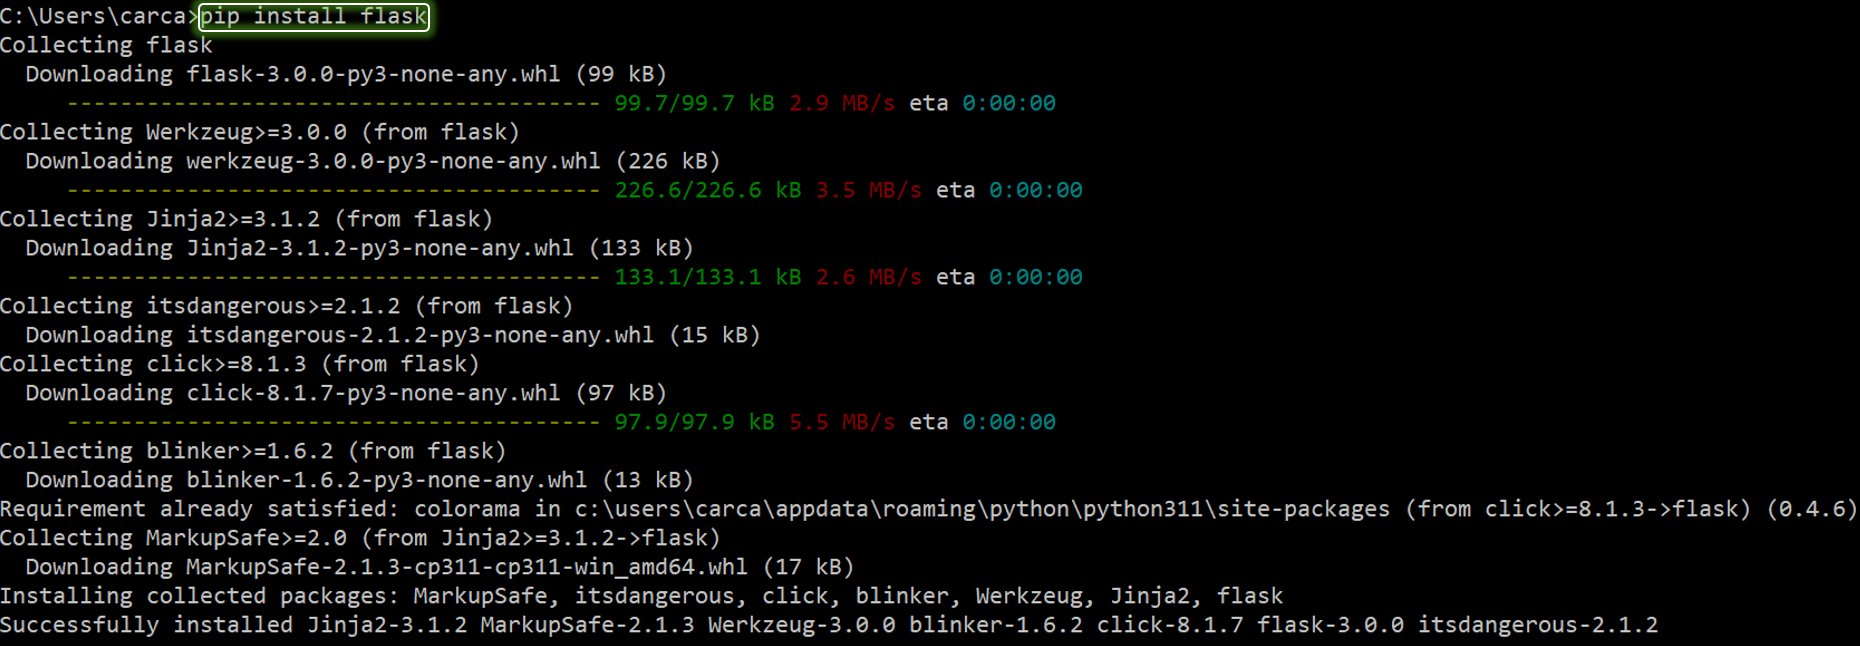 C:\Users\carca>pip install flask
Collecting flask
  Downloading flask-3.0.0-py3-none-any.whl (99 kB)
     ---------------------------------------- 99.7/99.7 kB 2.9 MB/s eta 0:00:00
Collecting Werkzeug>=3.0.0 (from flask)
  Downloading werkzeug-3.0.0-py3-none-any.whl (226 kB)
     ---------------------------------------- 226.6/226.6 kB 3.5 MB/s eta 0:00:00
Collecting Jinja2>=3.1.2 (from flask)
  Downloading Jinja2-3.1.2-py3-none-any.whl (133 kB)
     ---------------------------------------- 133.1/133.1 kB 2.6 MB/s eta 0:00:00
Collecting itsdangerous>=2.1.2 (from flask)
  Downloading itsdangerous-2.1.2-py3-none-any.whl (15 kB)
Collecting click>=8.1.3 (from flask)
  Downloading click-8.1.7-py3-none-any.whl (97 kB)
     ---------------------------------------- 97.9/97.9 kB 5.5 MB/s eta 0:00:00
Collecting blinker>=1.6.2 (from flask)
  Downloading blinker-1.6.2-py3-none-any.whl (13 kB)
Requirement already satisfied: colorama in c:\users\carca\appdata\roaming\python\python311\site-packages (from click>=8.1.3->flask) (0.4.6)
Collecting MarkupSafe>=2.0 (from Jinja2>=3.1.2->flask)
  Downloading MarkupSafe-2.1.3-cp311-cp311-win_amd64.whl (17 kB)
Installing collected packages: MarkupSafe, itsdangerous, click, blinker, Werkzeug, Jinja2, flask
Successfully installed Jinja2-3.1.2 MarkupSafe-2.1.3 Werkzeug-3.0.0 blinker-1.6.2 click-8.1.7 flask-3.0.0 itsdangerous-2.1.2